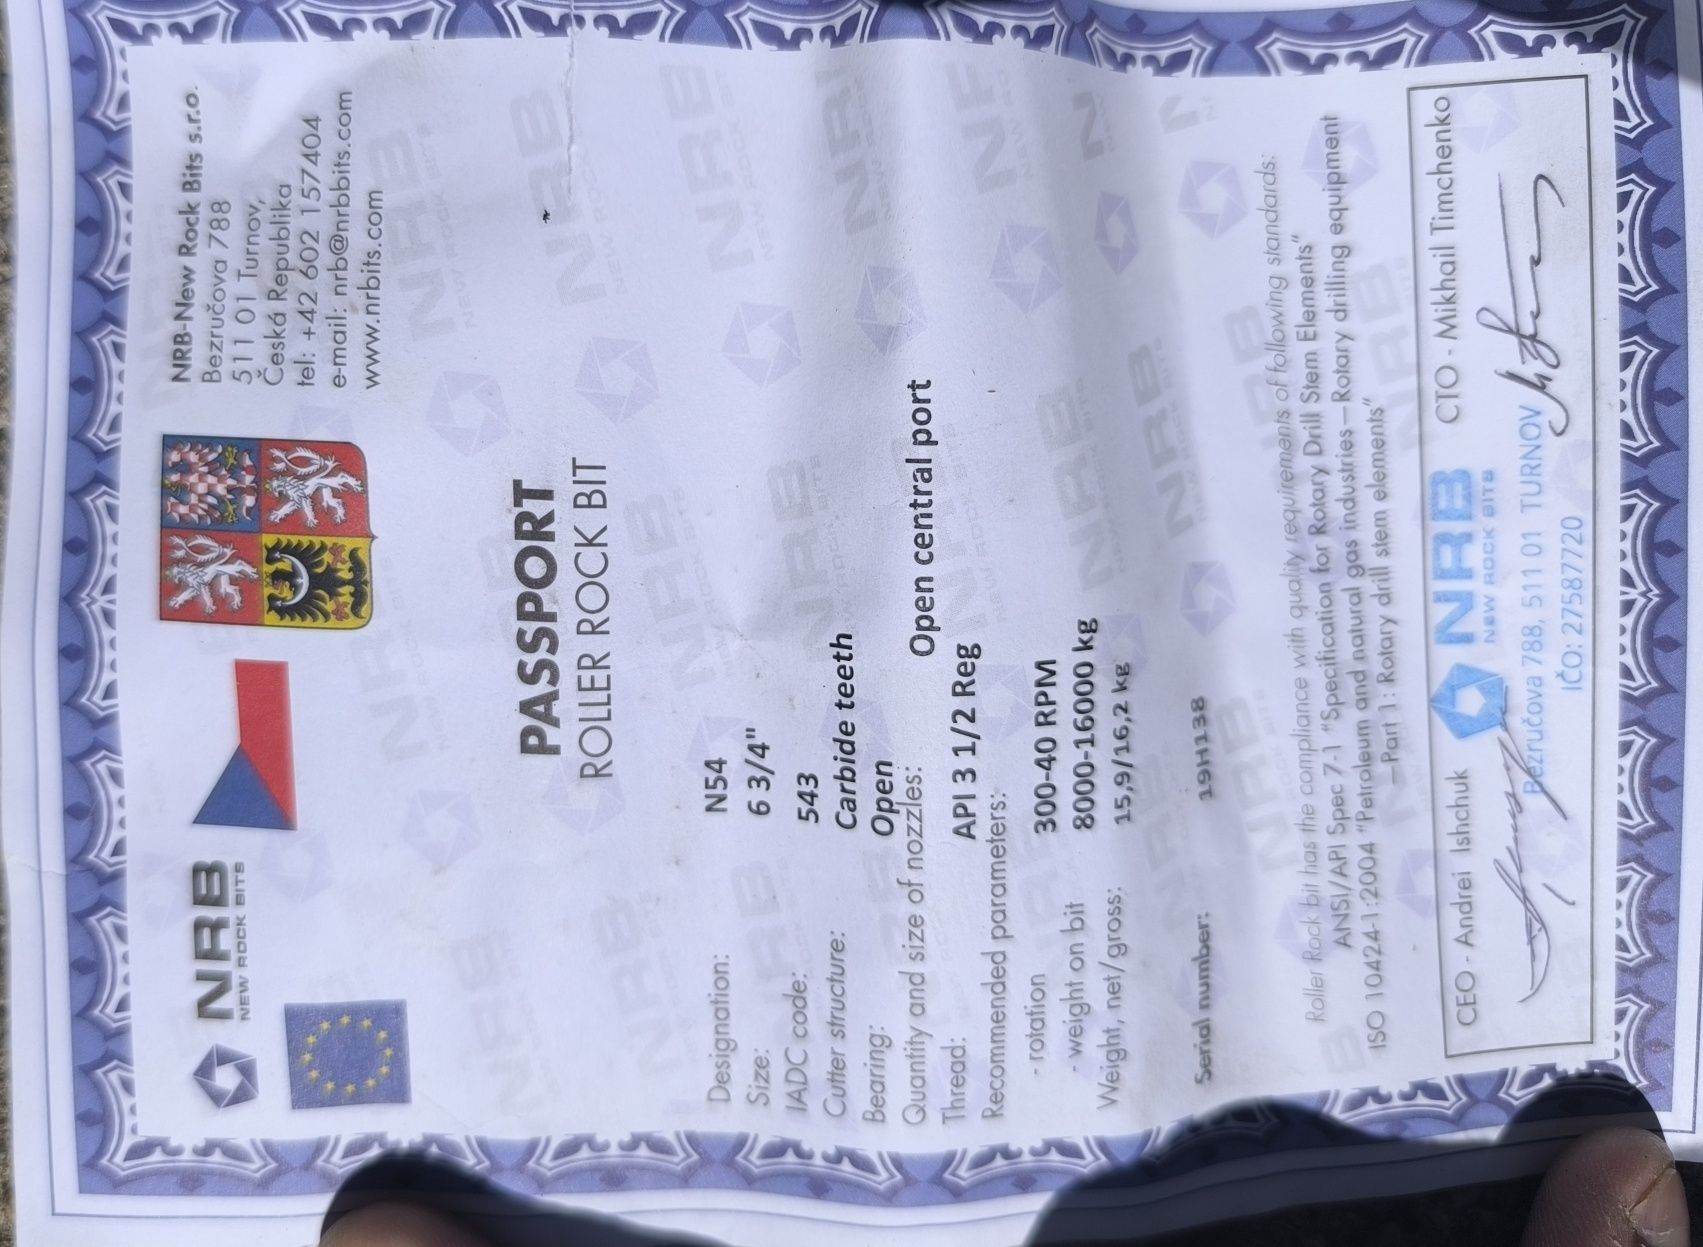 NRB
NEW ROCK BITS
NRB-New Rock Bits s.r.o.
Bezručova 788
511 01 Turnov,
Česká Republika
tel: +42 602 157404
e-mail: nrb@nrbbits.com
www.nrbits.com
PASSPORT
ROLLER ROCK BIT
Designation: N54
Size: 6 3/4"
IADC code: 543
Cutter structure: Carbide teeth
Bearing: Open
Quantity and size of nozzles: Open central port
Thread: API 3 1/2 Reg
Recommended parameters:
- rotation 300-40 RPM
- weight on bit 8000-16000 kg
Weight, net/gross: 15,9/16,2 kg
Serial number: 19H138
Roller Rock bit has the compliance with quality requirements of following standards:
ANSI/API Spec 7-1 "Specification for Rotary Drill Stem Elements"
ISO 10424-1:2004 "Petroleum and natural gas industries – Rotary drilling equipment
– Part 1: Rotary drill stem elements"
CEO - Andrei Ishchuk
CTO - Mikhail Timchenko
NRB
NEW ROCK BITS
Bezručova 788, 511 01 TURNOV
IČO: 27587720